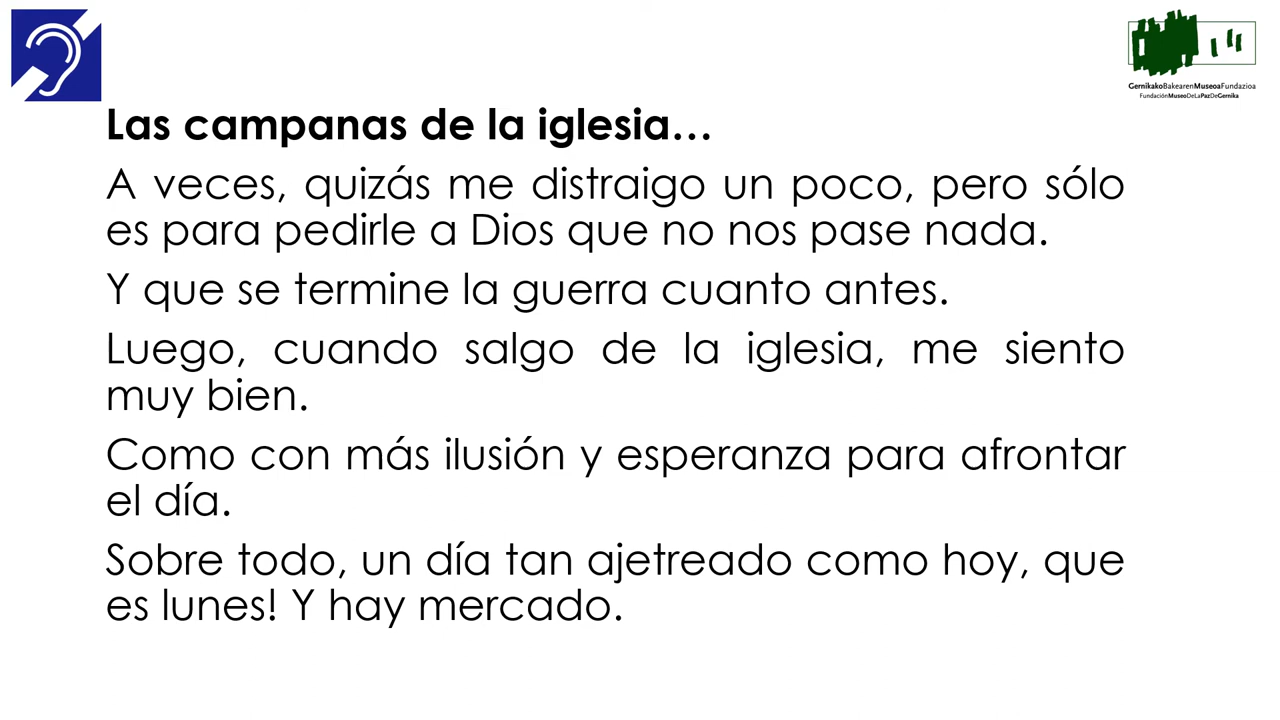 GernikakoBakearenMuseoaFundazioa
FundaciónMuseoDeLaPazDeGernika
Las campanas de la iglesia…
A veces, quizás me distraigo un poco, pero sólo
es para pedirle a Dios que no nos pase nada.
Y que se termine la guerra cuanto antes.
Luego, cuando salgo de la iglesia, me siento
muy bien.
Como con más ilusión y esperanza para afrontar
el día.
Sobre todo, un día tan ajetreado como hoy, que
es lunes! Y hay mercado.